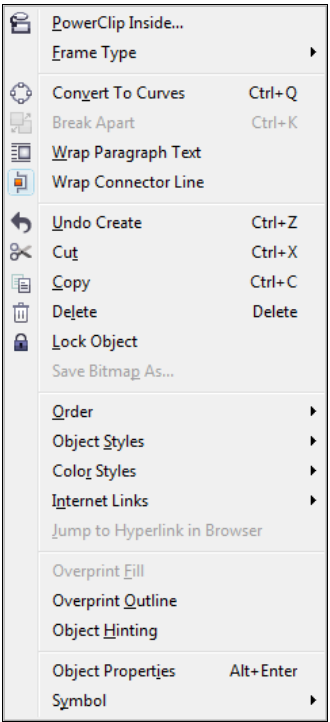 PowerClip Inside...
Frame Type
Convert To Curves Ctrl+Q
Break Apart Ctrl+K
Wrap Paragraph Text
Wrap Connector Line
Undo Create Ctrl+Z
Cut Ctrl+X
Copy Ctrl+C
Delete Delete
Lock Object
Save Bitmap As...
Order
Object Styles
Color Styles
Internet Links
Jump to Hyperlink in Browser
Overprint Fill
Overprint Outline
Object Hinting
Object Properties Alt+Enter
Symbol